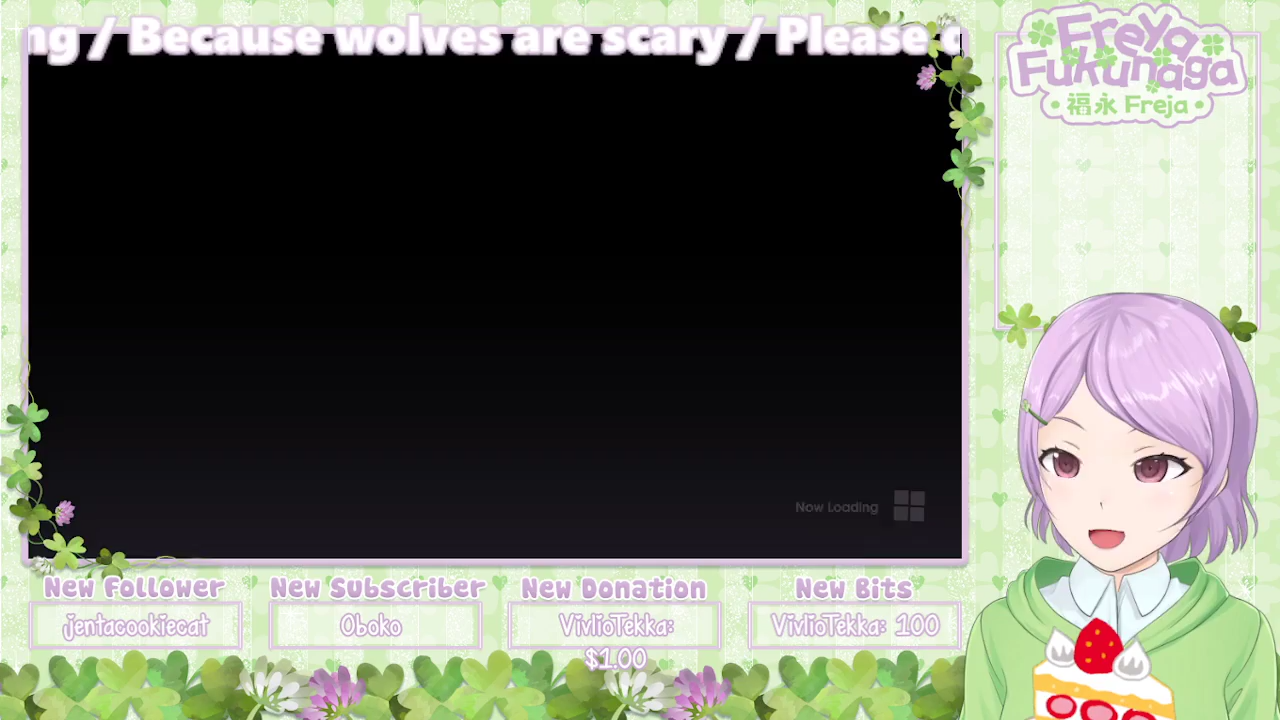 ng / Because wolves are scary / Please
Freya
Fukunaga
• 福永 Freja •
Now Loading
New Follower
jentacookiecat
New Subscriber
Oboko
New Donation
VivlioTekka:
$1.00
New Bits
VivlioTekka: 100